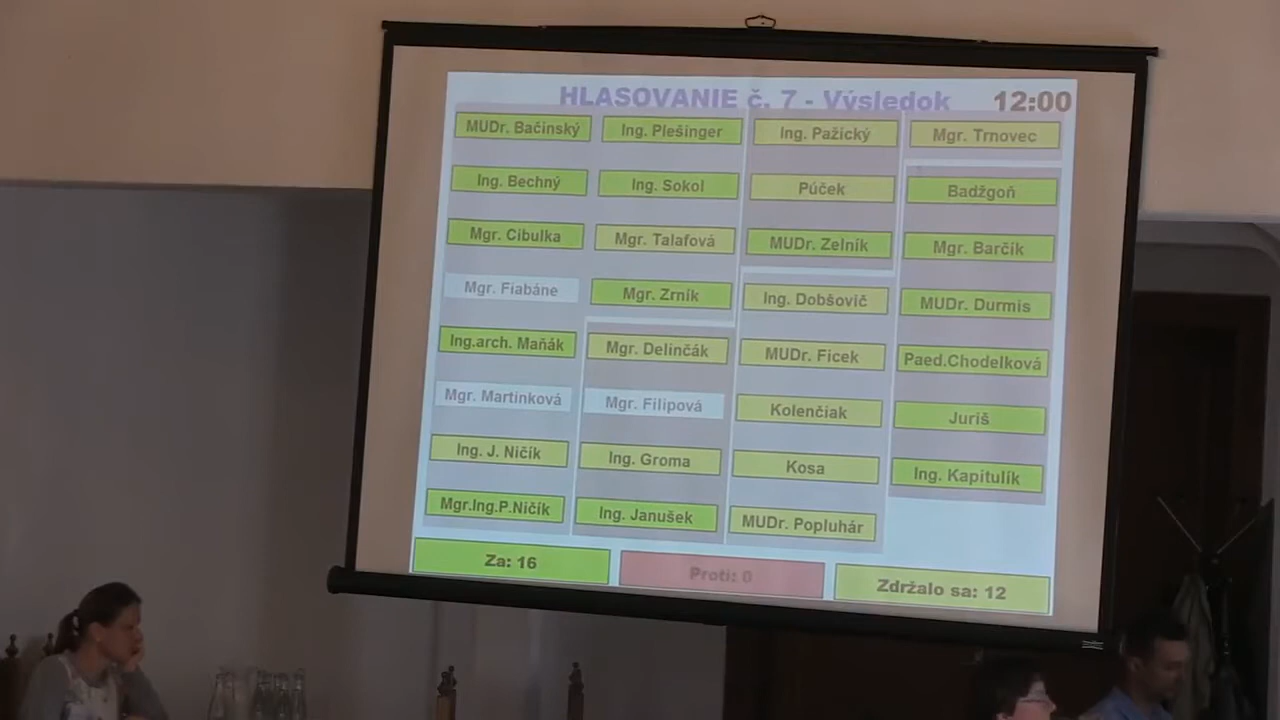 HLASOVANIE č. 7 - Výsledok 12:00
MUDr. Bačinský Ing. Plešinger Ing. Pažický Mgr. Trnovec
Ing. Bechný Ing. Sokol Púček Badžgoň
Mgr. Cibulka Mgr. Talafová MUDr. Zelník Mgr. Barčík
Mgr. Fiabáne Mgr. Zrník Ing. Dobšovič MUDr. Durmis
Ing.arch. Maňák Mgr. Delinčák MUDr. Ficek Paed.Chodelková
Mgr. Martinková Mgr. Filipová Kolenčiak Juriš
Ing. J. Ničík Ing. Groma Kosa Ing. Kapitulík
Mgr.Ing.P.Ničík Ing. Janušek MUDr. Popluhár
Za: 16 Proti: 0 Zdržalo sa: 12